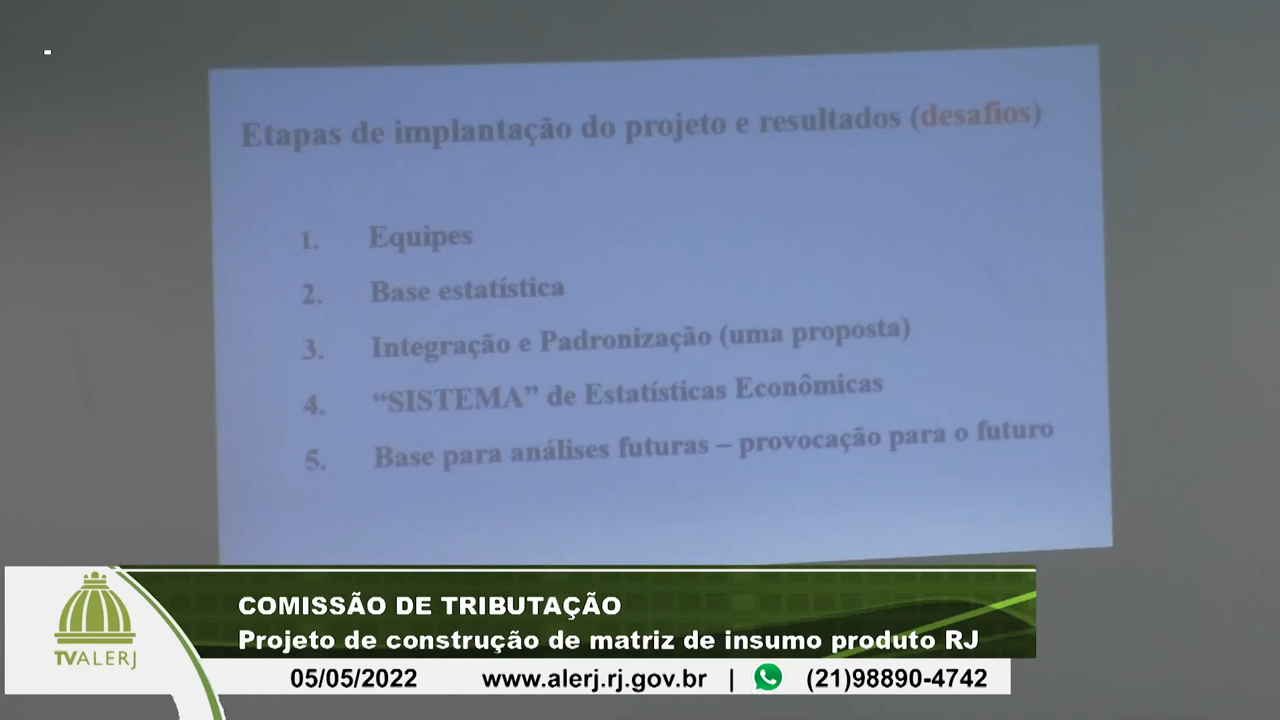 Etapas de implantação do projeto e resultados (desafios)
1. Equipes
2. Base estatística
3. Integração e Padronização (uma proposta)
4. “SISTEMA” de Estatísticas Econômicas
5. Base para análises futuras – provocação para o futuro
COMISSÃO DE TRIBUTAÇÃO
Projeto de construção de matriz de insumo produto RJ
TVALERJ
05/05/2022 www.alerj.rj.gov.br | (21)98890-4742